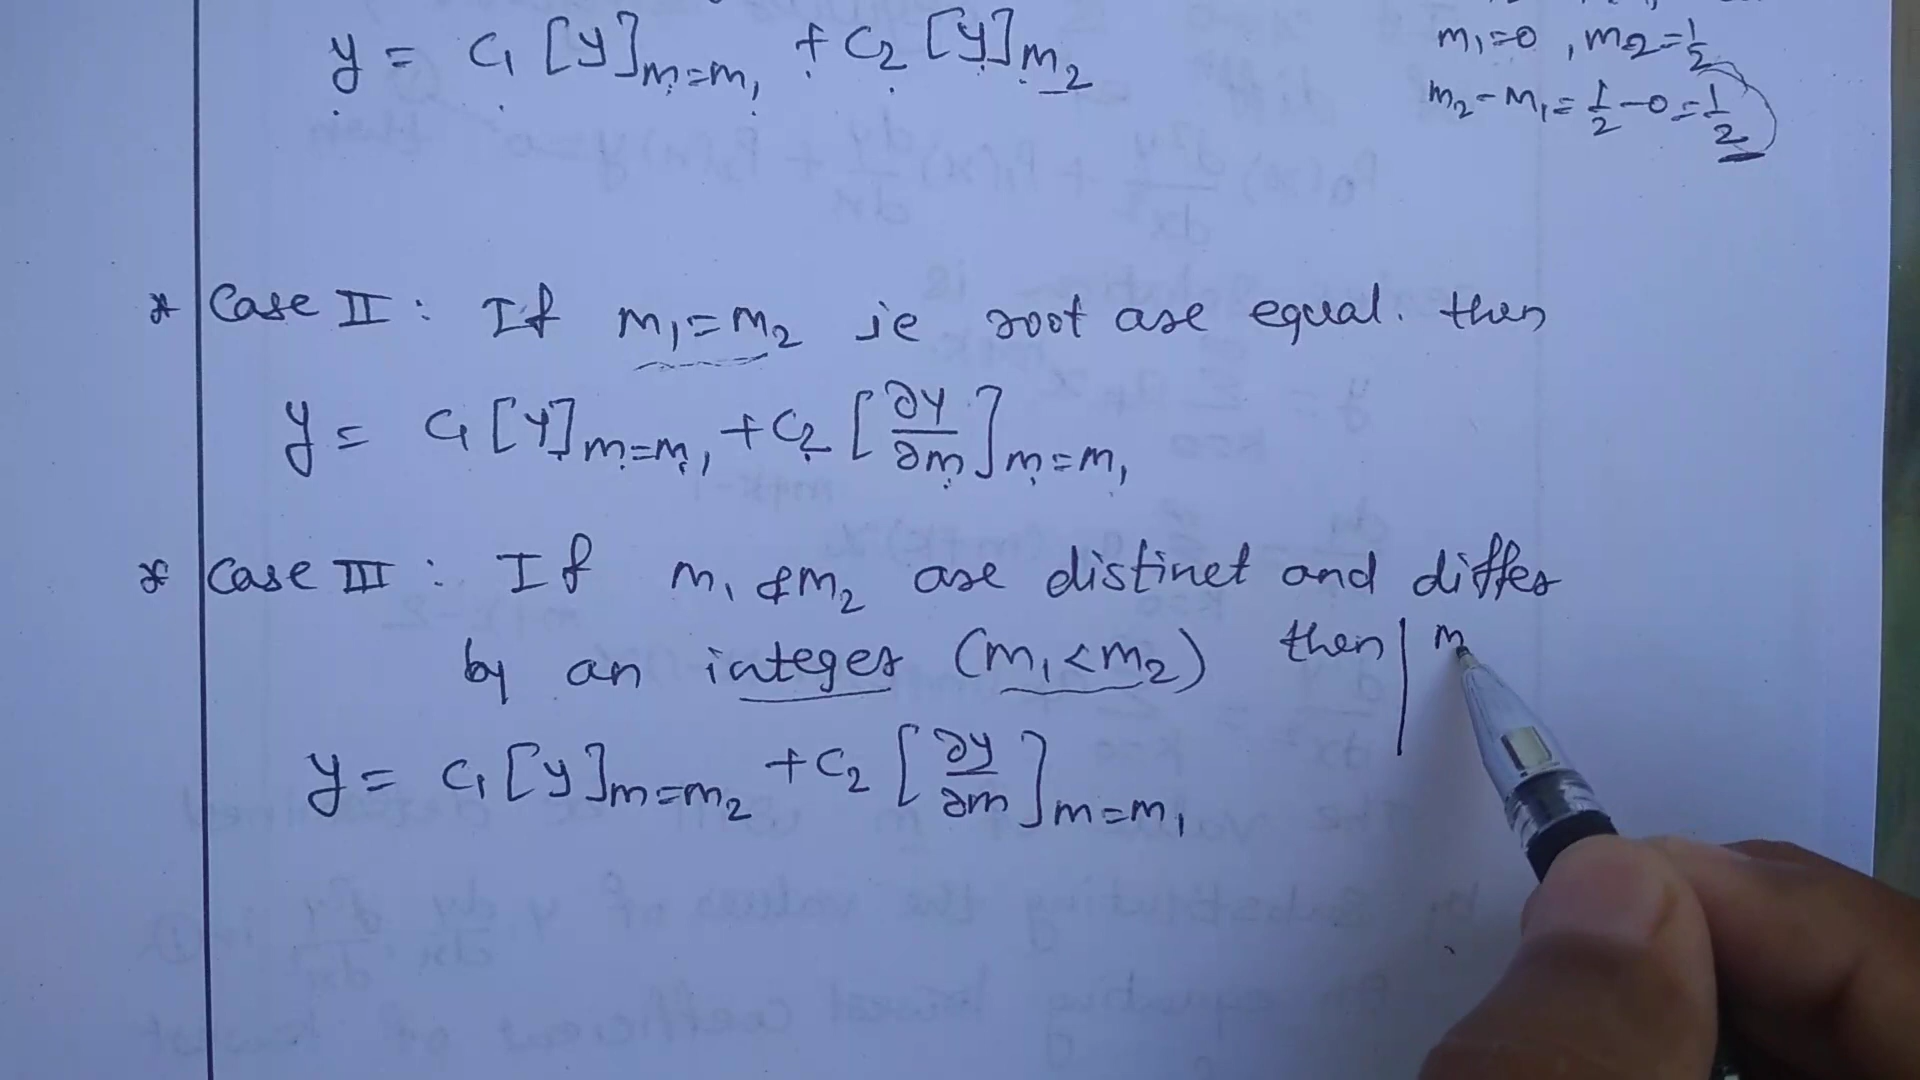 m₁=0 , m₂=1/2
y = C₁ [y]m=m₁ + C₂ [y]m₂
m₂-m₁ = 1/2 - 0 = 1/2
* Case II : If m₁=m₂ ie root are equal. then
y = C₁ [y]m=m₁ + C₂ [∂y/∂m]m=m₁
* Case III : If m₁ & m₂ are distinct and differ
by an integer (m₁<m₂) then | m
y = C₁ [y]m=m₂ + C₂ [∂y/∂m]m=m₁